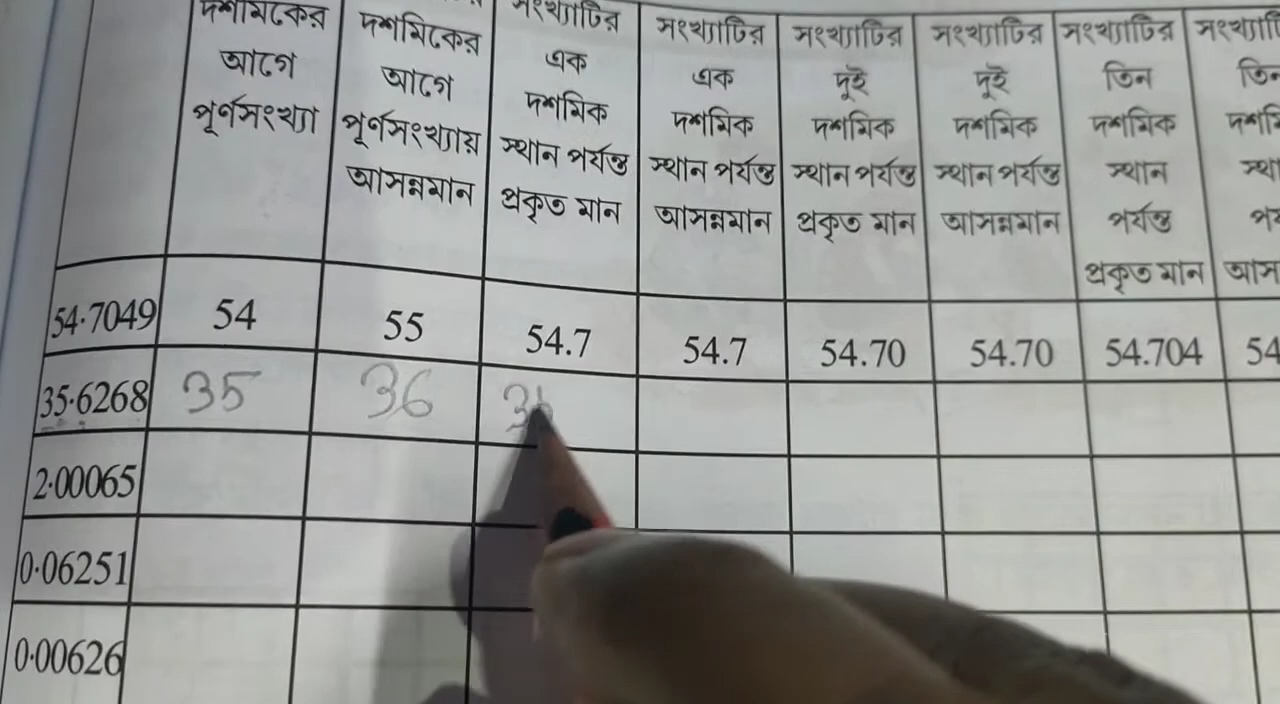 দশমিকের
আগে
পূর্ণসংখ্যা
দশমিকের
আগে
পূর্ণসংখ্যায়
আসন্নমান
সংখ্যাটির
এক
দশমিক
স্থান পর্যন্ত
প্রকৃত মান
সংখ্যাটির
এক
দশমিক
স্থান পর্যন্ত
আসন্নমান
সংখ্যাটির
দুই
দশমিক
স্থান পর্যন্ত
প্রকৃত মান
সংখ্যাটির
দুই
দশমিক
স্থান পর্যন্ত
আসন্নমান
সংখ্যাটির
তিন
দশমিক
স্থান
পর্যন্ত
প্রকৃত মান
54·7049 54 55 54.7 54.7 54.70 54.70 54.704 54
35·6268 35 36
2·00065
0·06251
0·00626